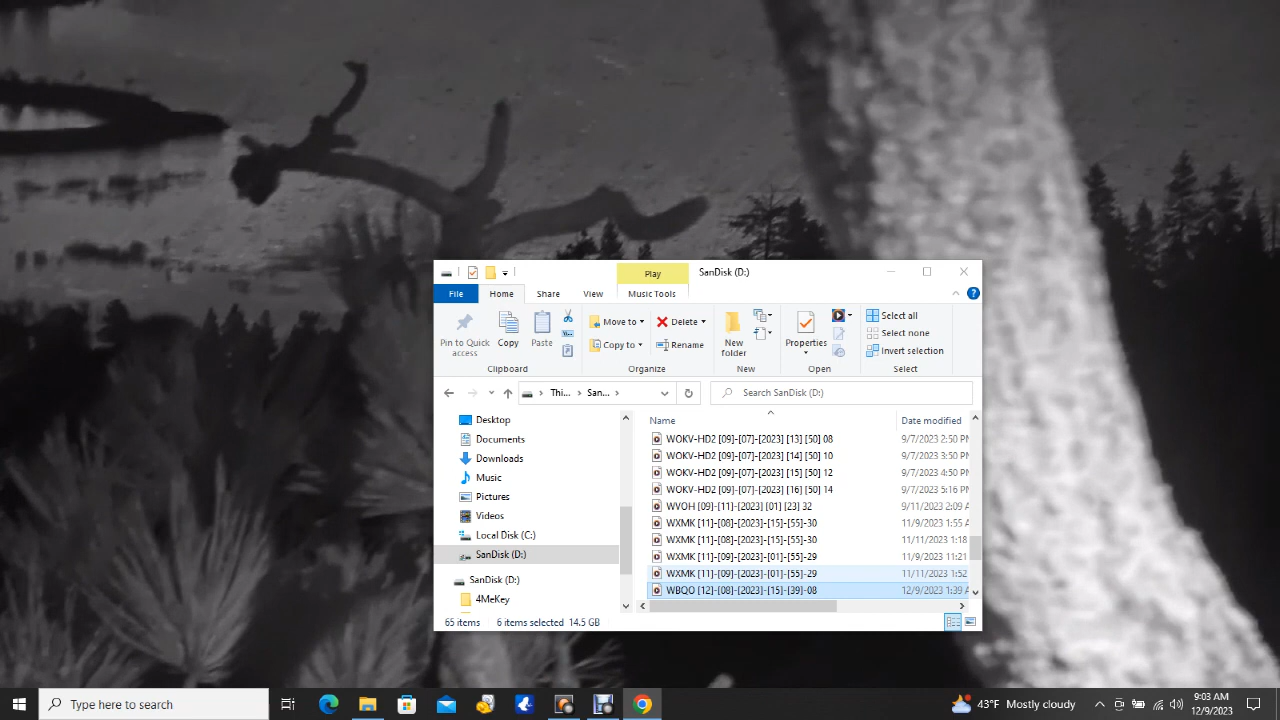 Play
SanDisk (D:)
File
Home
Share
View
Music Tools
Pin to Quick access
Copy
Paste
Move to
Copy to
Delete
Rename
New folder
Properties
Select all
Select none
Invert selection
Clipboard
Organize
New
Open
Select
Thi...
San...
Search SanDisk (D:)
Desktop
Documents
Downloads
Music
Pictures
Videos
Local Disk (C:)
SanDisk (D:)
SanDisk (D:)
4MeKey
Name
Date modified
WOKV-HD2 [09]-[07]-[2023] [13] [50] 08
9/7/2023 2:50 PM
WOKV-HD2 [09]-[07]-[2023] [14] [50] 10
9/7/2023 3:50 PM
WOKV-HD2 [09]-[07]-[2023] [15] [50] 12
9/7/2023 4:50 PM
WOKV-HD2 [09]-[07]-[2023] [16] [50] 14
9/7/2023 5:16 PM
WVOH [09]-[11]-[2023] [01] [23] 32
9/11/2023 2:09 A
WXMK [11]-[08]-[2023]-[15]-[55]-30
11/9/2023 1:55 A
WXMK [11]-[08]-[2023]-[15]-[55]-30
11/11/2023 1:18
WXMK [11]-[09]-[2023]-[01]-[55]-29
11/9/2023 11:21
WXMK [11]-[09]-[2023]-[01]-[55]-29
11/11/2023 1:52
WBQO [12]-[08]-[2023]-[15]-[39]-08
12/9/2023 1:39 A
65 items
6 items selected 14.5 GB
Type here to search
43°F Mostly cloudy
9:03 AM
12/9/2023